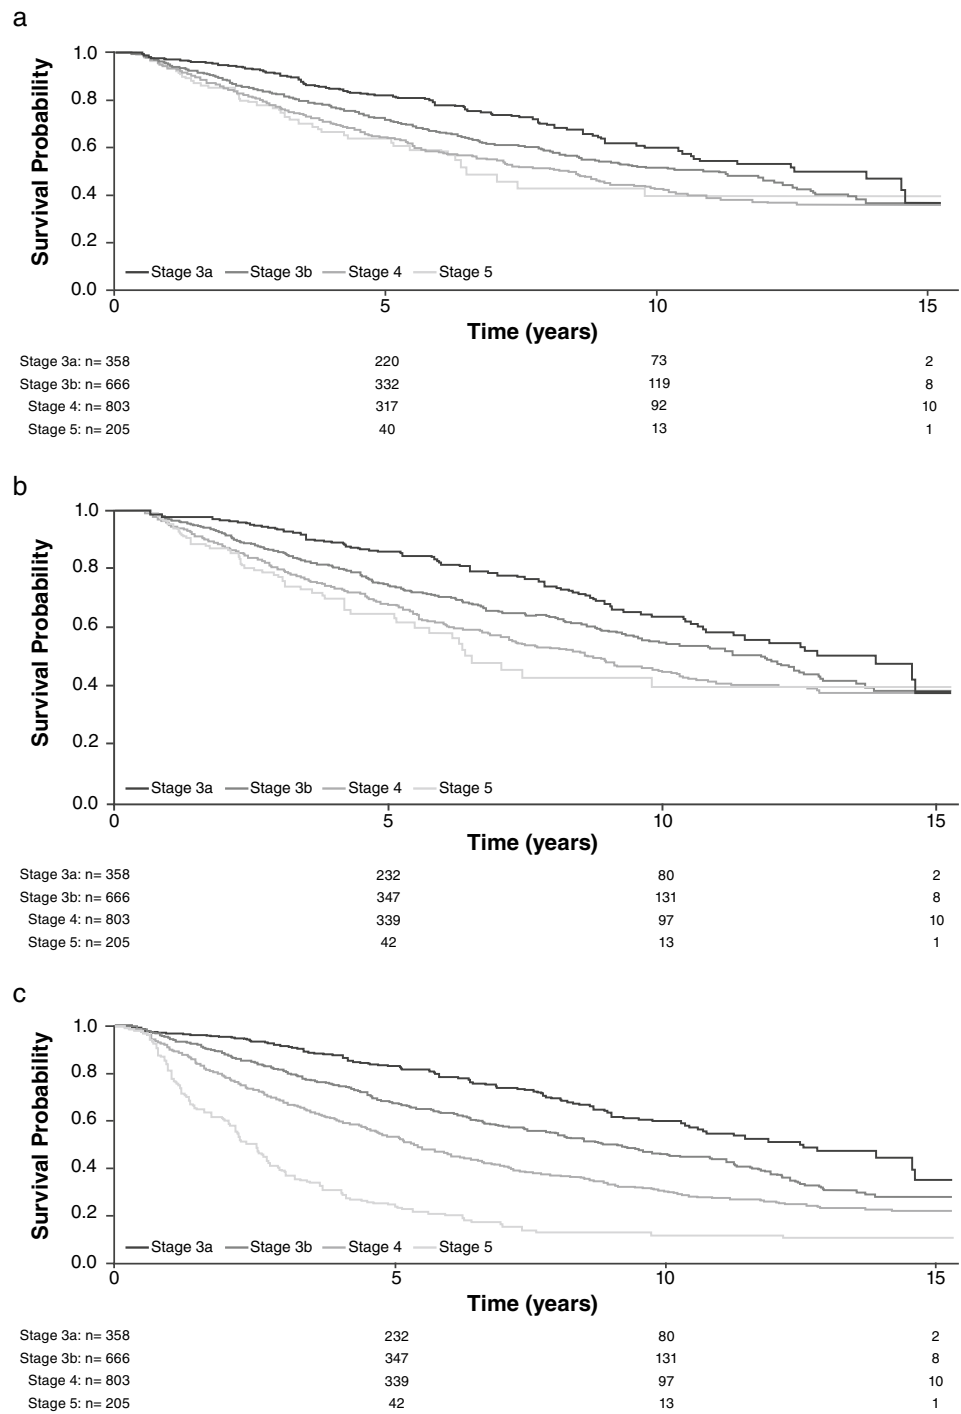 a
Survival Probability
1.0
0.8
0.6
0.4
0.2
0.0
Stage 3a Stage 3b Stage 4 Stage 5
0 5 10 15
Time (years)
Stage 3a: n= 358 220 73 2
Stage 3b: n= 666 332 119 8
Stage 4: n= 803 317 92 10
Stage 5: n= 205 40 13 1
b
Survival Probability
1.0
0.8
0.6
0.4
0.2
0.0
Stage 3a Stage 3b Stage 4 Stage 5
0 5 10 15
Time (years)
Stage 3a: n= 358 232 80 2
Stage 3b: n= 666 347 131 8
Stage 4: n= 803 339 97 10
Stage 5: n= 205 42 13 1
c
Survival Probability
1.0
0.8
0.6
0.4
0.2
0.0
Stage 3a Stage 3b Stage 4 Stage 5
0 5 10 15
Time (years)
Stage 3a: n= 358 232 80 2
Stage 3b: n= 666 347 131 8
Stage 4: n= 803 339 97 10
Stage 5: n= 205 42 13 1